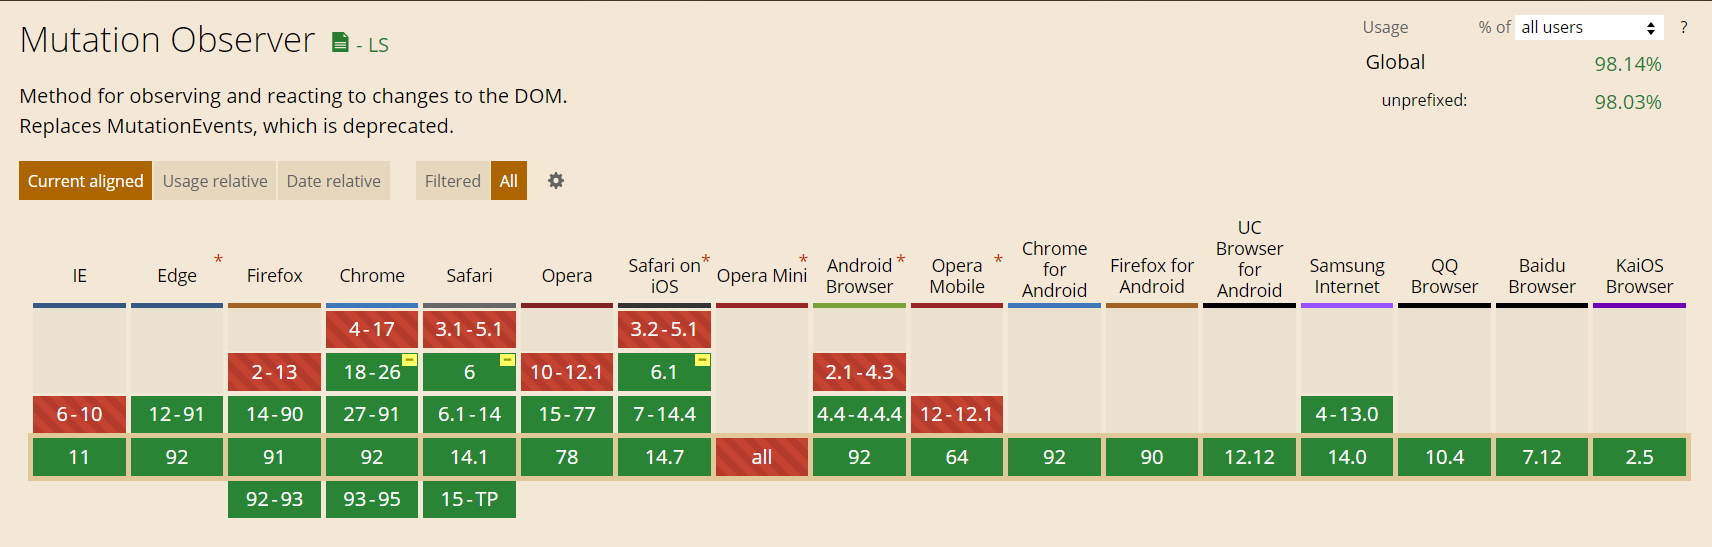 Mutation Observer - LS
Usage % of all users ?
Global 98.14%
unprefixed: 98.03%
Method for observing and reacting to changes to the DOM.
Replaces MutationEvents, which is deprecated.
Current aligned Usage relative Date relative Filtered All
IE
Edge *
Firefox
Chrome
Safari
Opera
Safari on *
iOS
Opera Mini *
Android *
Browser
Opera *
Mobile
Chrome
for
Android
Firefox for
Android
UC
Browser
for
Android
Samsung
Internet
QQ
Browser
Baidu
Browser
KaiOS
Browser
4-17 3.1-5.1 3.2-5.1
2-13 18-26 6 10-12.1 6.1 2.1-4.3
6-10 12-91 14-90 27-91 6.1-14 15-77 7-14.4 4.4-4.4.4 12-12.1 4-13.0
11 92 91 92 14.1 78 14.7 all 92 64 92 90 12.12 14.0 10.4 7.12 2.5
92-93 93-95 15-TP